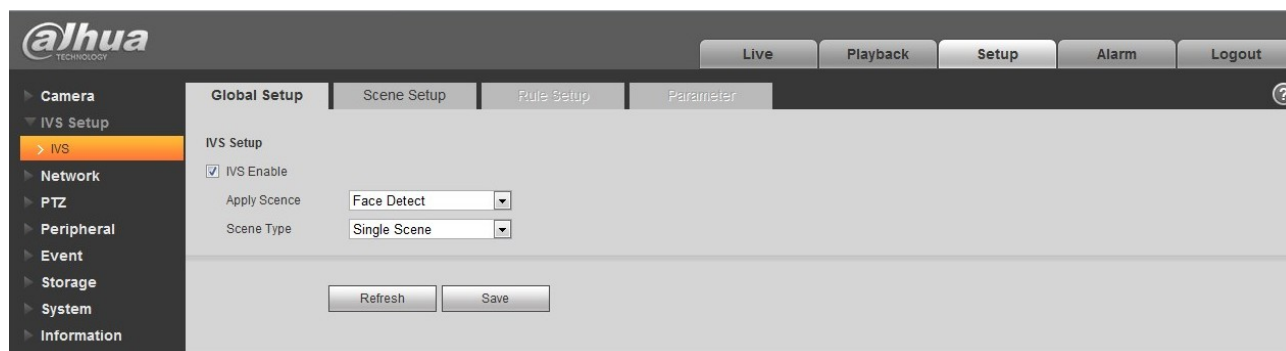 alhua
TECHNOLOGY
Live Playback Setup Alarm Logout
Camera
IVS Setup
> IVS
Network
PTZ
Peripheral
Event
Storage
System
Information
Global Setup Scene Setup Rule Setup Parameter
?
IVS Setup
IVS Enable
Apply Scence Face Detect
Scene Type Single Scene
Refresh Save